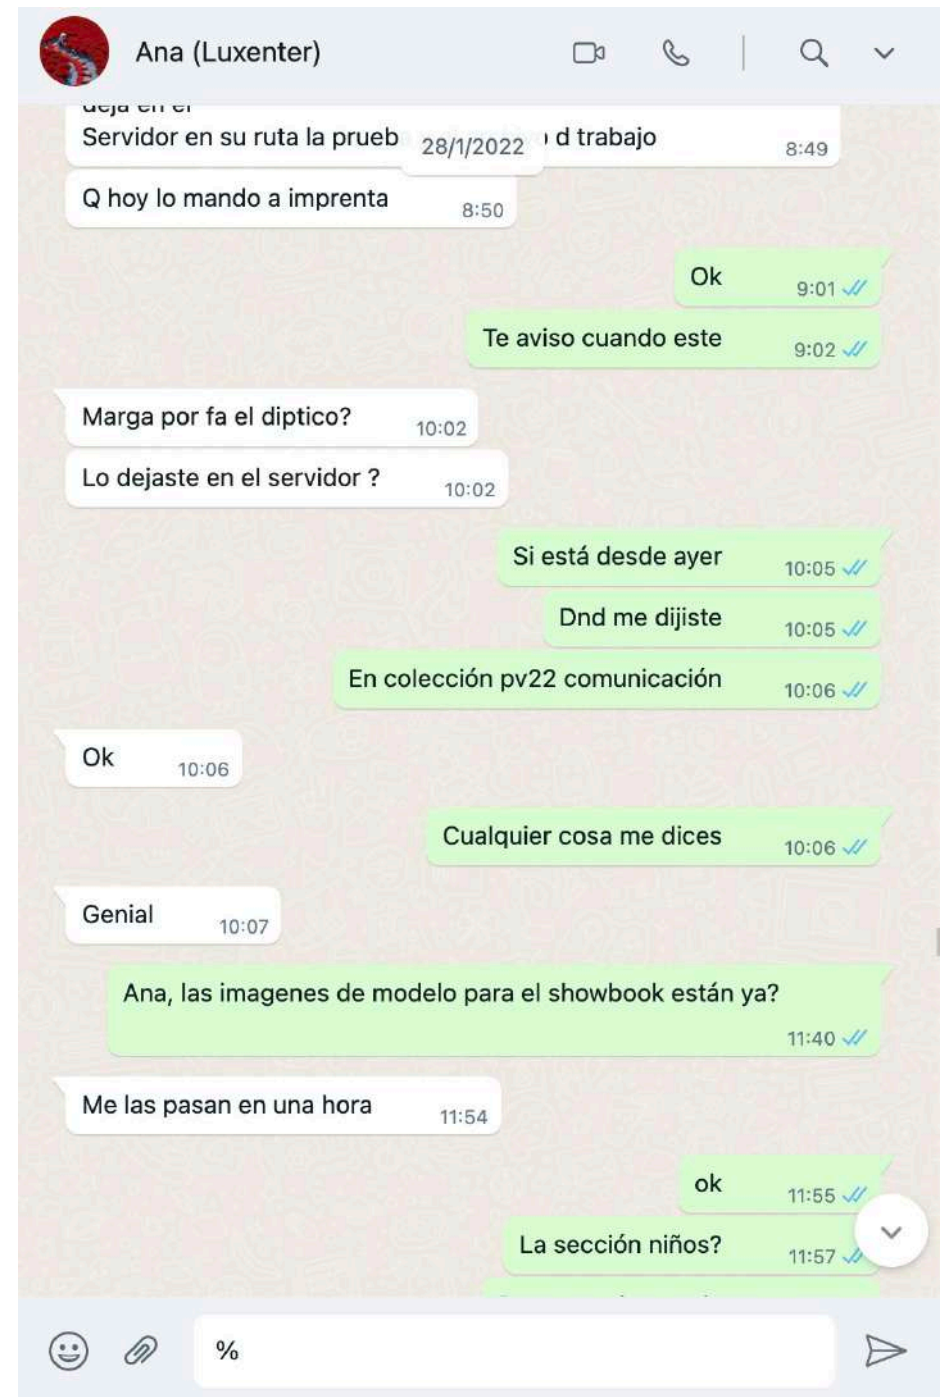 Ana (Luxenter)
deja en el
Servidor en su ruta la prueb d trabajo
28/1/2022
8:49
Q hoy lo mando a imprenta
8:50
Ok
9:01
Te aviso cuando este
9:02
Marga por fa el diptico?
10:02
Lo dejaste en el servidor ?
10:02
Si está desde ayer
10:05
Dnd me dijiste
10:05
En colección pv22 comunicación
10:06
Ok
10:06
Cualquier cosa me dices
10:06
Genial
10:07
Ana, las imagenes de modelo para el showbook están ya?
11:40
Me las pasan en una hora
11:54
ok
11:55
La sección niños?
11:57
%